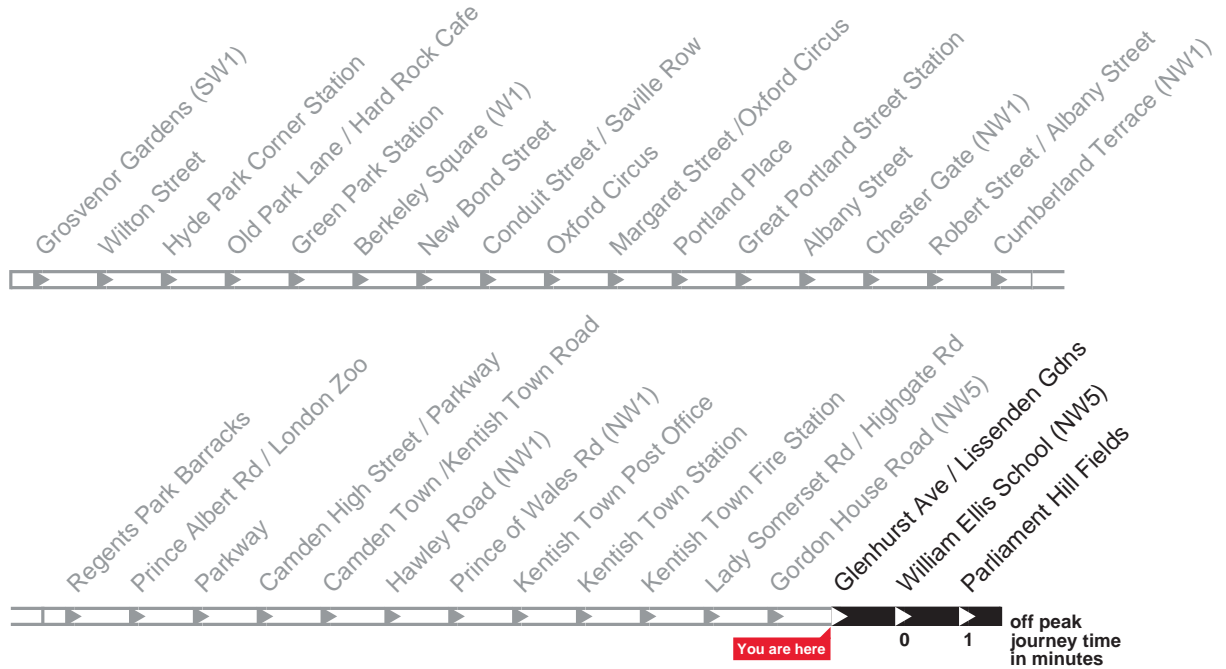 Grosvenor Gardens (SW1)
Wilton Street
Hyde Park Corner Station
Old Park Lane / Hard Rock Cafe
Green Park Station
Berkeley Square (W1)
New Bond Street
Conduit Street / Saville Row
Oxford Circus
Margaret Street /Oxford Circus
Portland Place
Great Portland Street Station
Albany Street
Chester Gate (NW1)
Robert Street / Albany Street
Cumberland Terrace (NW1)
Regents Park Barracks
Prince Albert Rd / London Zoo
Parkway
Camden High Street / Parkway
Camden Town /Kentish Town Road
Hawley Road (NW1)
Prince of Wales Rd (NW1)
Kentish Town Post Office
Kentish Town Station
Kentish Town Fire Station
Lady Somerset Rd / Highgate Rd
Gordon House Road (NW5)
Glenhurst Ave / Lissenden Gdns
William Ellis School (NW5)
Parliament Hill Fields
You are here
0
1
off peak
journey time
in minutes